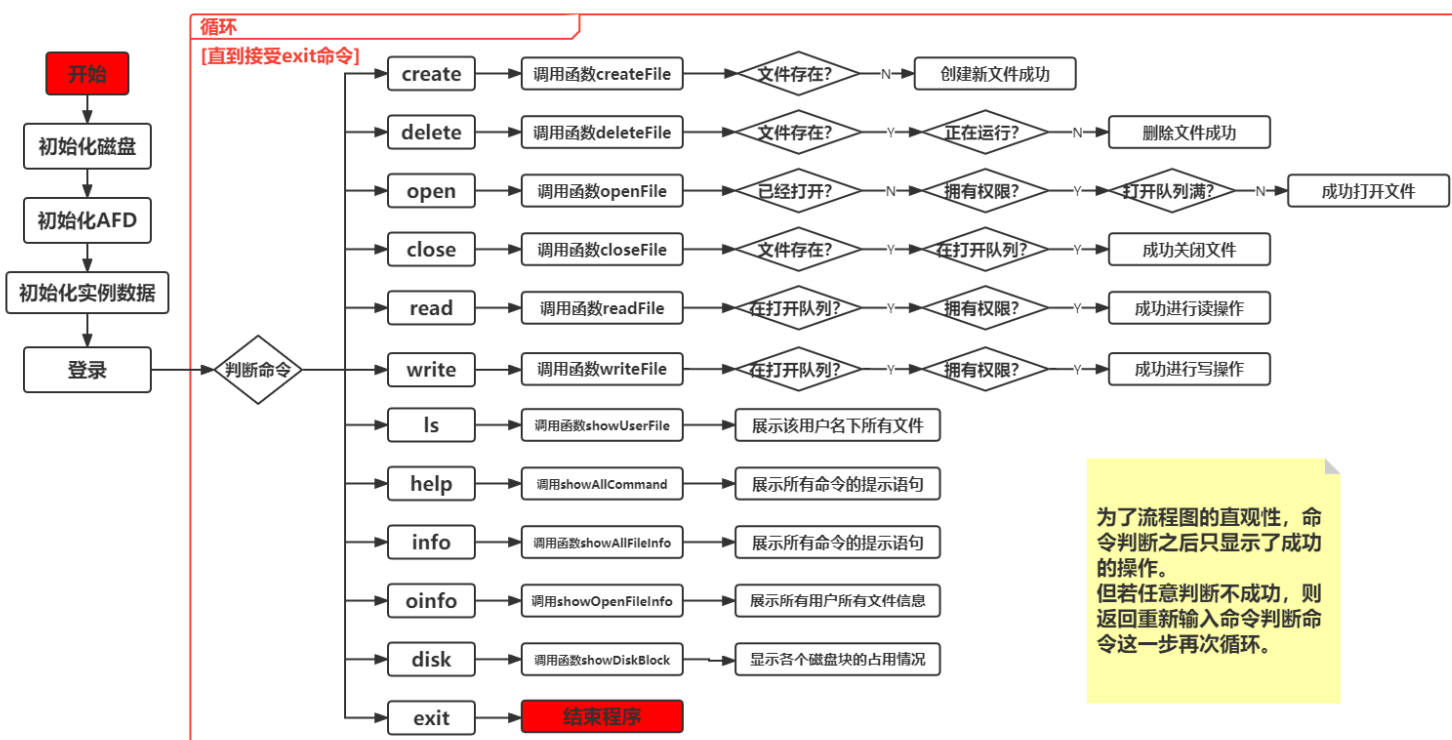 循环
[直到接受exit命令]
开始
初始化磁盘
初始化AFD
初始化实例数据
登录
判断命令
create
调用函数createFile
文件存在?
N
创建新文件成功
delete
调用函数deleteFile
文件存在?
Y
正在运行?
N
删除文件成功
open
调用函数openFile
已经打开?
N
拥有权限?
Y
打开队列满?
N
成功打开文件
close
调用函数closeFile
文件存在?
Y
在打开队列?
Y
成功关闭文件
read
调用函数readFile
在打开队列?
Y
拥有权限?
Y
成功进行读操作
write
调用函数writeFile
在打开队列?
Y
拥有权限?
Y
成功进行写操作
ls
调用函数showUserFile
展示该用户名下所有文件
help
调用showAllCommand
展示所有命令的提示语句
info
调用函数showAllFileInfo
展示所有命令的提示语句
oinfo
调用showOpenFileInfo
展示所有用户所有文件信息
disk
调用函数showDiskBlock
显示各个磁盘块的占用情况
exit
结束程序
为了流程图的直观性，命
令判断之后只显示了成功
的操作。
但若任意判断不成功，则
返回重新输入命令判断命
令这一步再次循环。